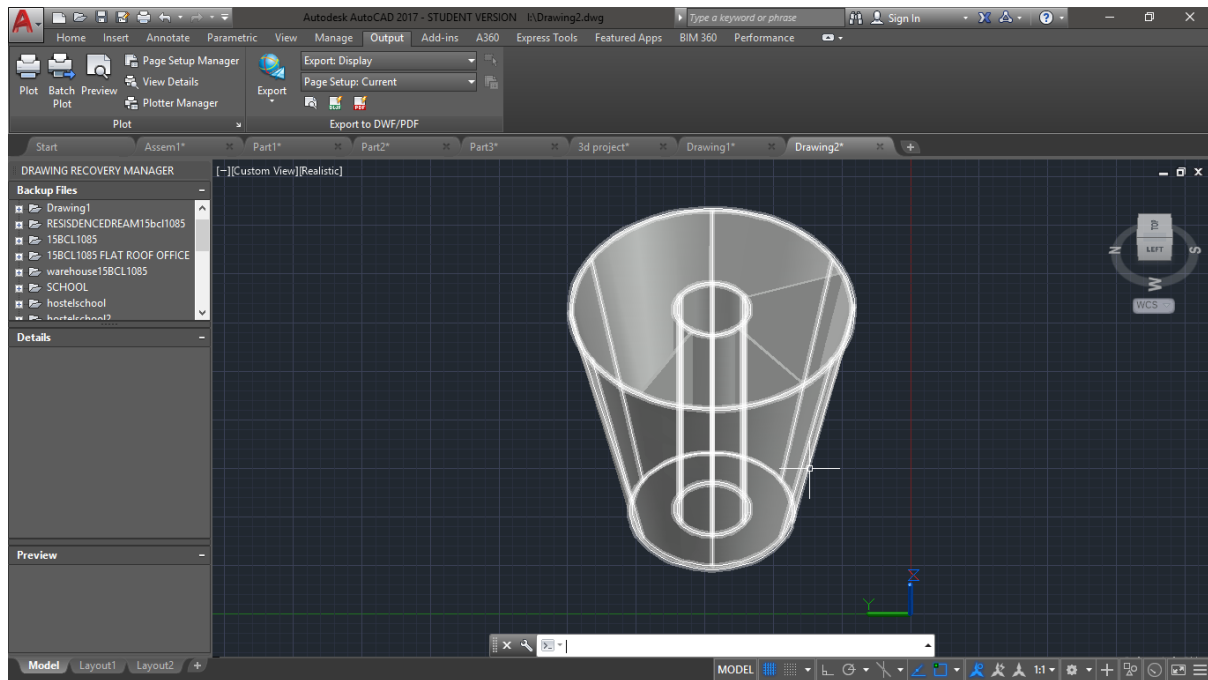 Autodesk AutoCAD 2017 - STUDENT VERSION I:\Drawing2.dwg Type a keyword or phrase Sign In
Home Insert Annotate Parametric View Manage Output Add-ins A360 Express Tools Featured Apps BIM 360 Performance
Plot
Batch Plot
Preview
Page Setup Manager
View Details
Plotter Manager
Export
Export: Display
Page Setup: Current
Plot
Export to DWF/PDF
Start Assem1* Part1* Part2* Part3* 3d project* Drawing1* Drawing2*
DRAWING RECOVERY MANAGER
Backup Files
Drawing1
RESISDENCEDREAM15bcl1085
15BCL1085
15BCL1085 FLAT ROOF OFFICE
warehouse15BCL1085
SCHOOL
hostelschool
hostelschool2
Details
Preview
[−][Custom View][Realistic]
TOP
LEFT
N
S
W
WCS
Z
Y
Model Layout1 Layout2 +
MODEL
1:1